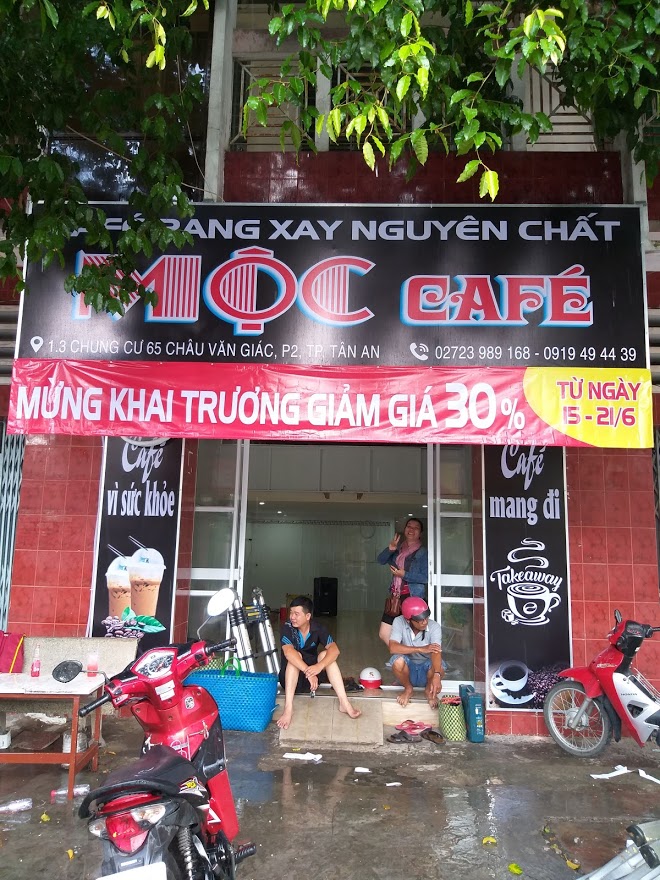 CAFÉ RANG XAY NGUYÊN CHẤT
MỘC CAFÉ
1.3 CHUNG CƯ 65 CHÂU VĂN GIÁC, P2, TP. TÂN AN
02723 989 168 - 0919 49 44 39
MỪNG KHAI TRƯƠNG GIẢM GIÁ 30%
TỪ NGÀY
15 - 21/6
Café
vì sức khỏe
Café
mang đi
Takeaway